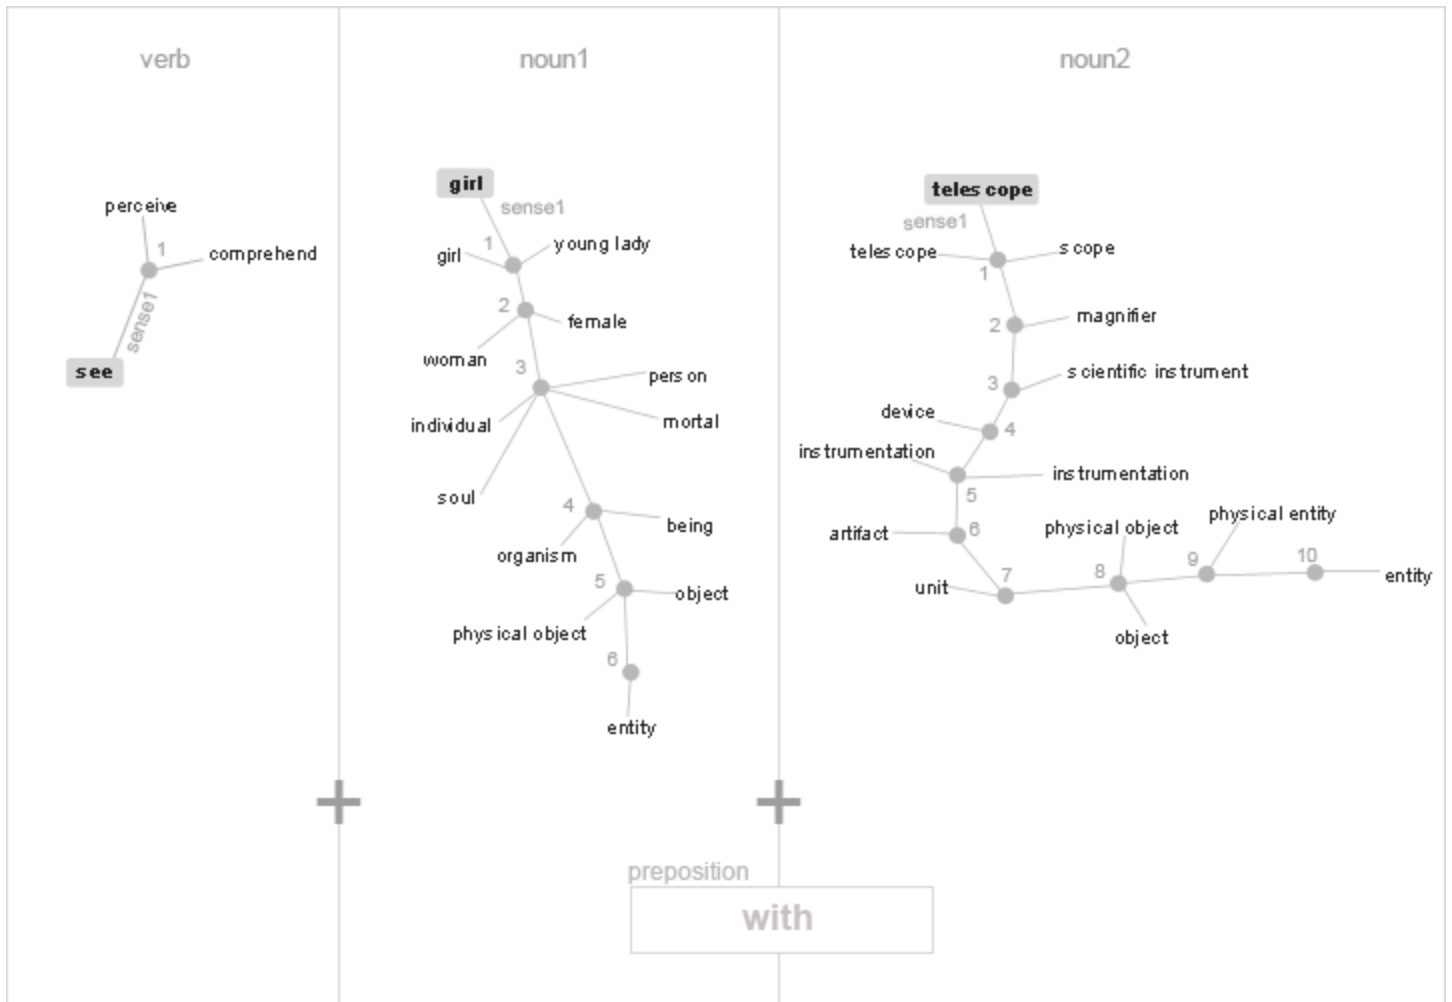 verb
noun1
noun2
perceive
1
comprehend
sense1
see
girl
sense1
1
girl
young lady
2
female
woman
3
person
individual
mortal
soul
4
being
organism
5
object
physical object
6
entity
telescope
sense1
telescope
scope
1
2
magnifier
3
scientific instrument
device
4
instrumentation
instrumentation
5
artifact
6
physical object
physical entity
unit
7
8
9
10
entity
object
preposition
with